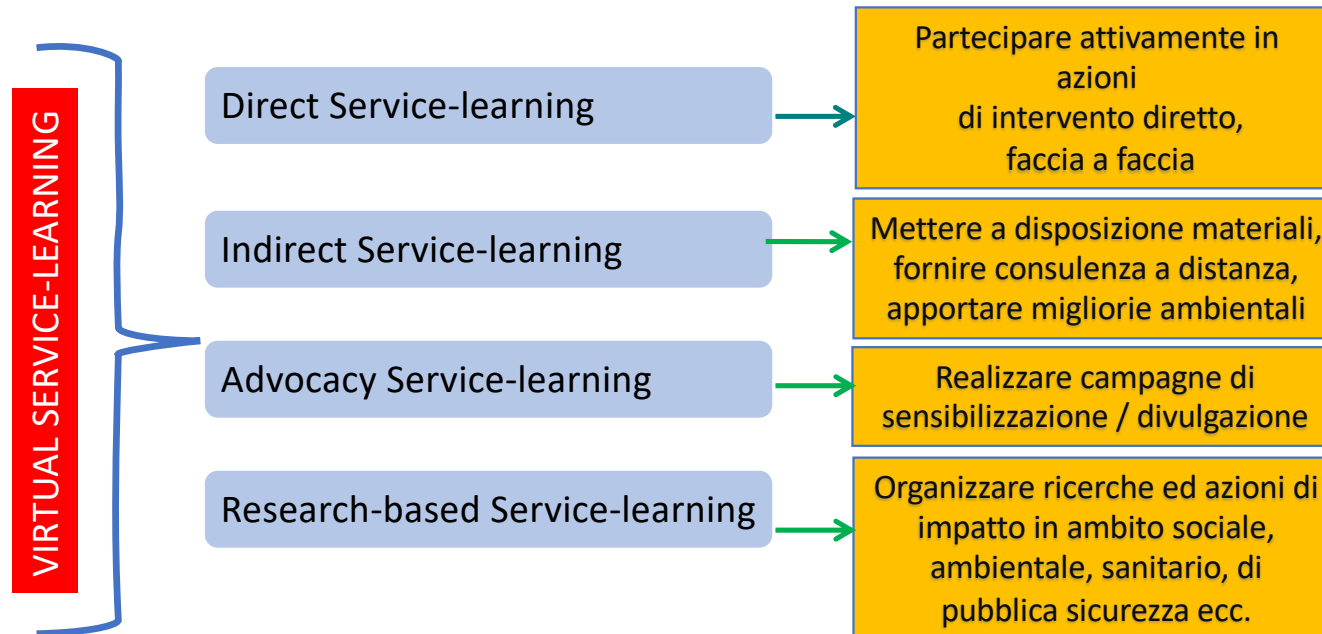 VIRTUAL SERVICE-LEARNING
Direct Service-learning
Partecipare attivamente in
azioni
di intervento diretto,
faccia a faccia
Indirect Service-learning
Mettere a disposizione materiali,
fornire consulenza a distanza,
apportare migliorie ambientali
Advocacy Service-learning
Realizzare campagne di
sensibilizzazione / divulgazione
Research-based Service-learning
Organizzare ricerche ed azioni di
impatto in ambito sociale,
ambientale, sanitario, di
pubblica sicurezza ecc.